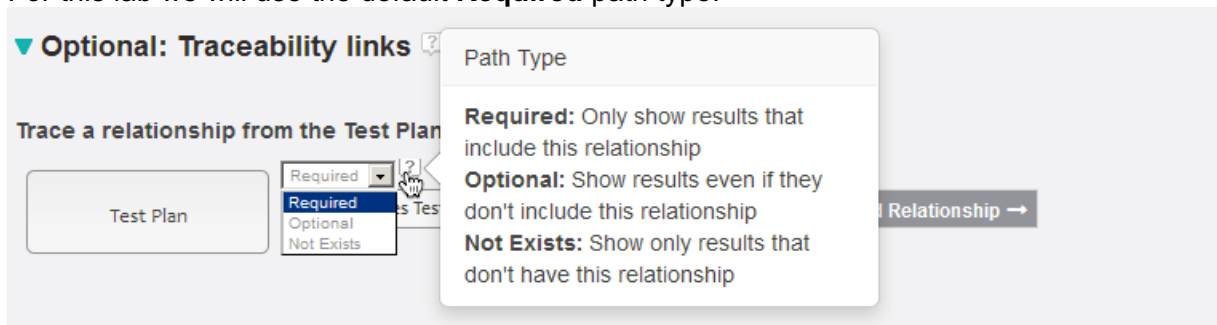 For this lab we will use the default Required path type.
Optional: Traceability links ?
Path Type
Required: Only show results that
include this relationship
Optional: Show results even if they
don't include this relationship
Not Exists: Show only results that
don't have this relationship
Trace a relationship from the Test Plan
Test Plan
Required ?
Required
Optional
Not Exists
Relationship →